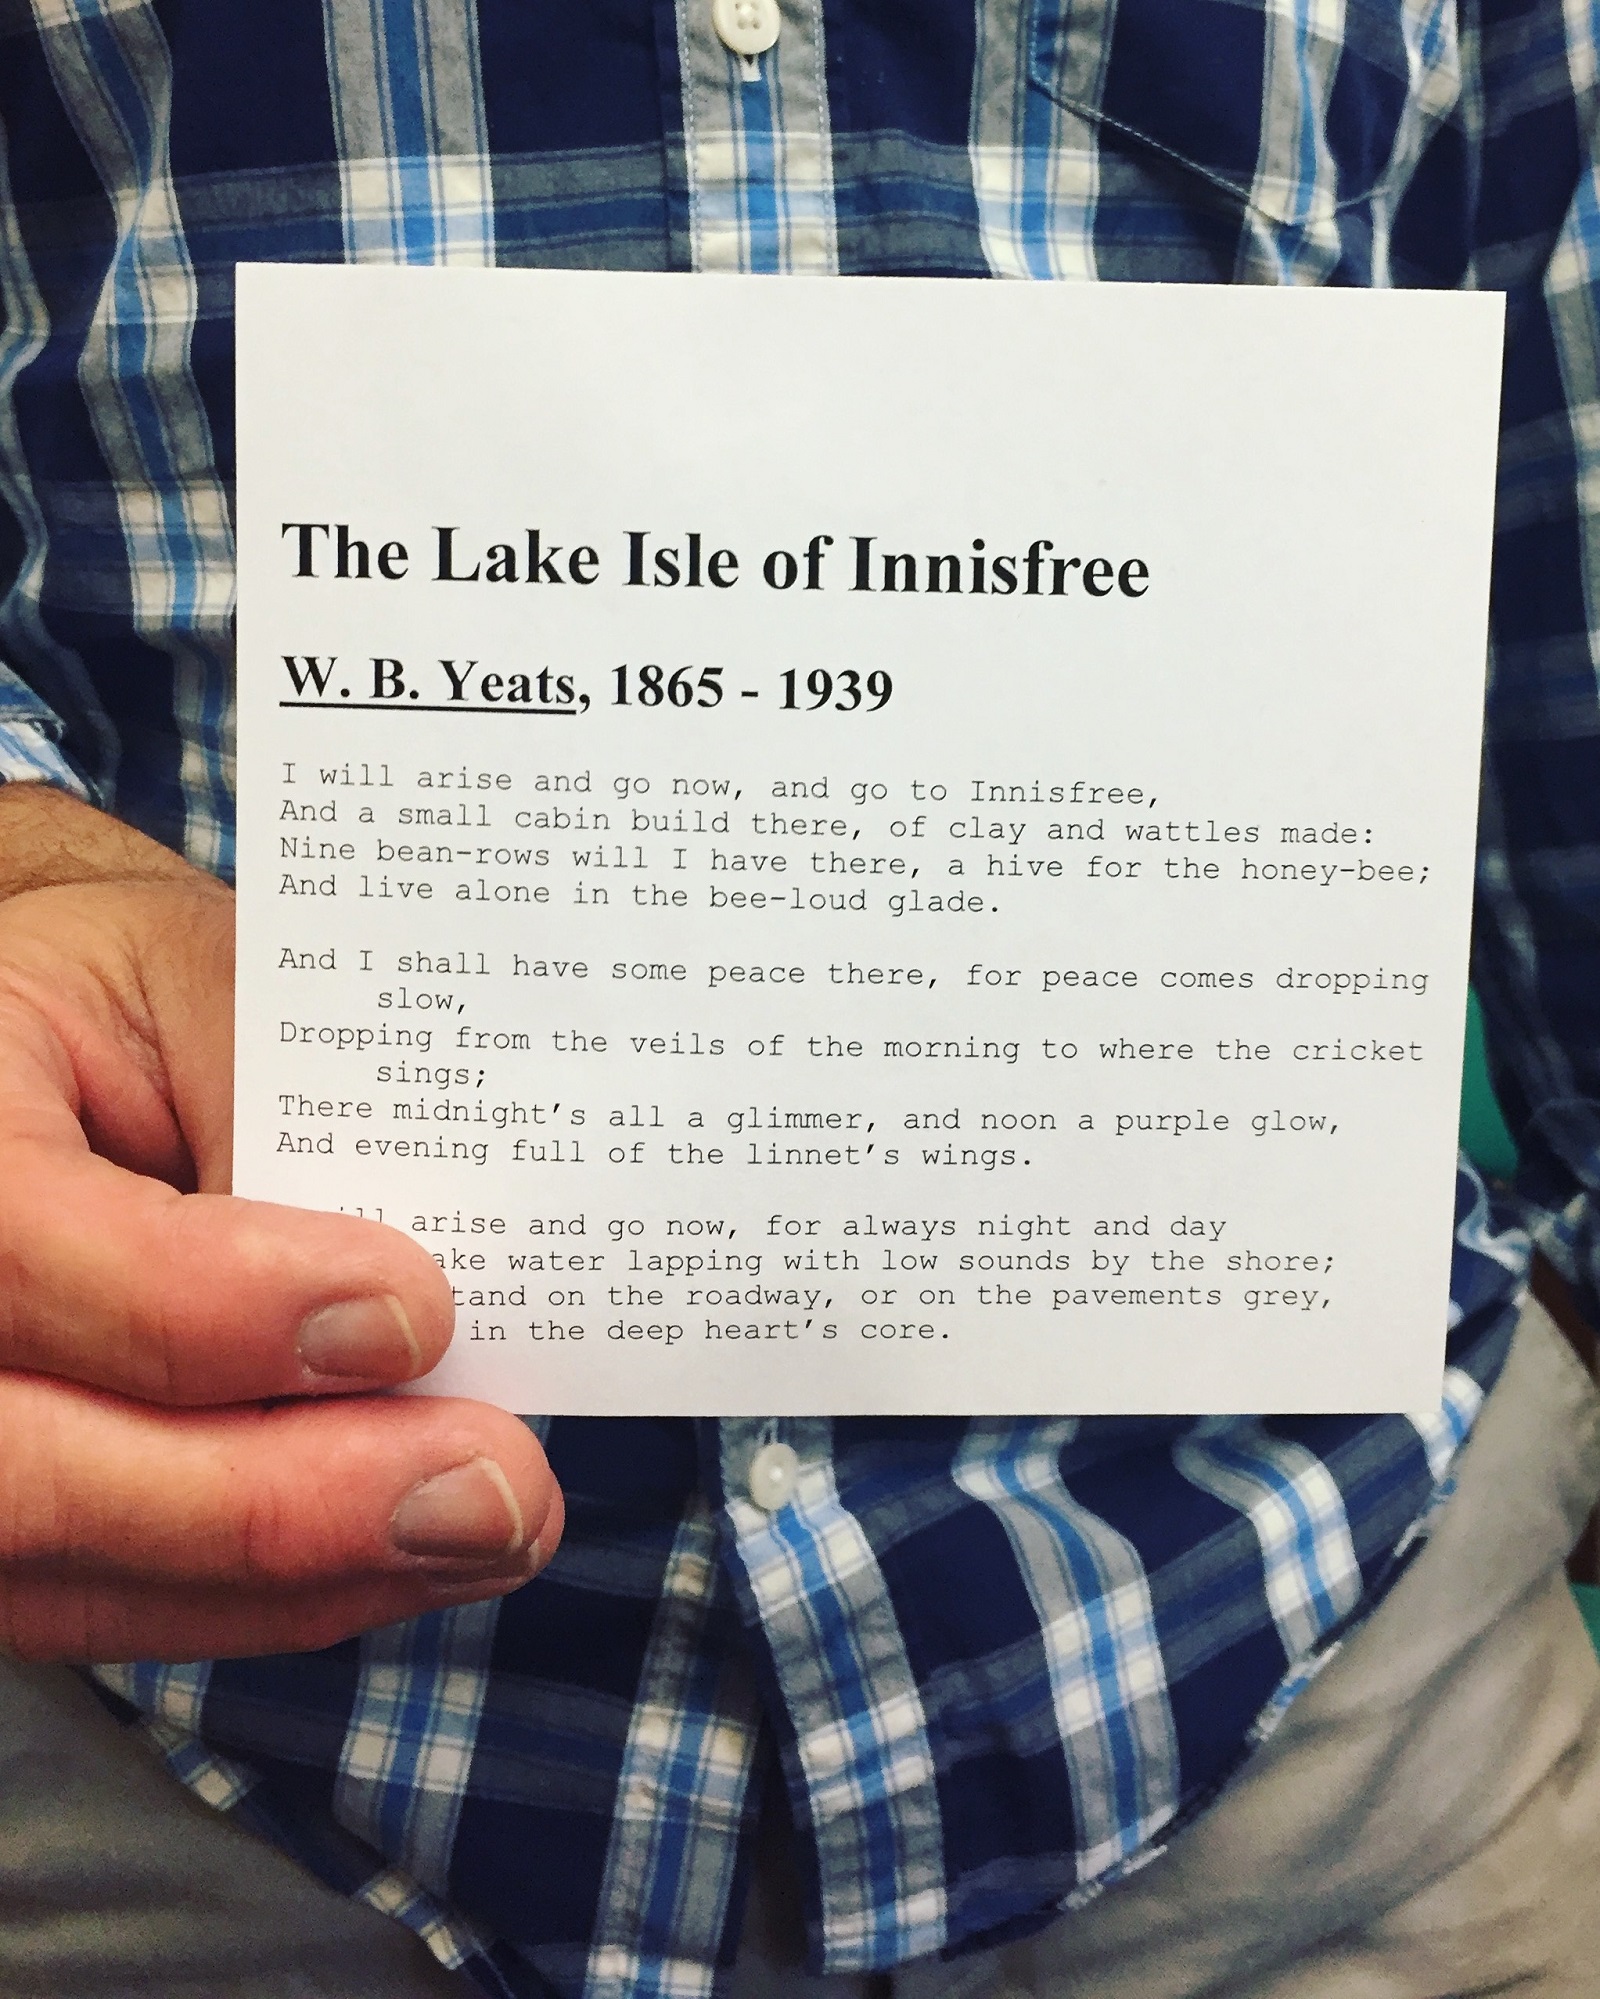 The Lake Isle of Innisfree
W. B. Yeats, 1865 - 1939
I will arise and go now, and go to Innisfree,
And a small cabin build there, of clay and wattles made:
Nine bean-rows will I have there, a hive for the honey-bee;
And live alone in the bee-loud glade.
And I shall have some peace there, for peace comes dropping
slow,
Dropping from the veils of the morning to where the cricket
sings;
There midnight's all a glimmer, and noon a purple glow,
And evening full of the linnet's wings.
arise and go now, for always night and day
water lapping with low sounds by the shore;
on the roadway, or on the pavements grey,
in the deep heart's core.